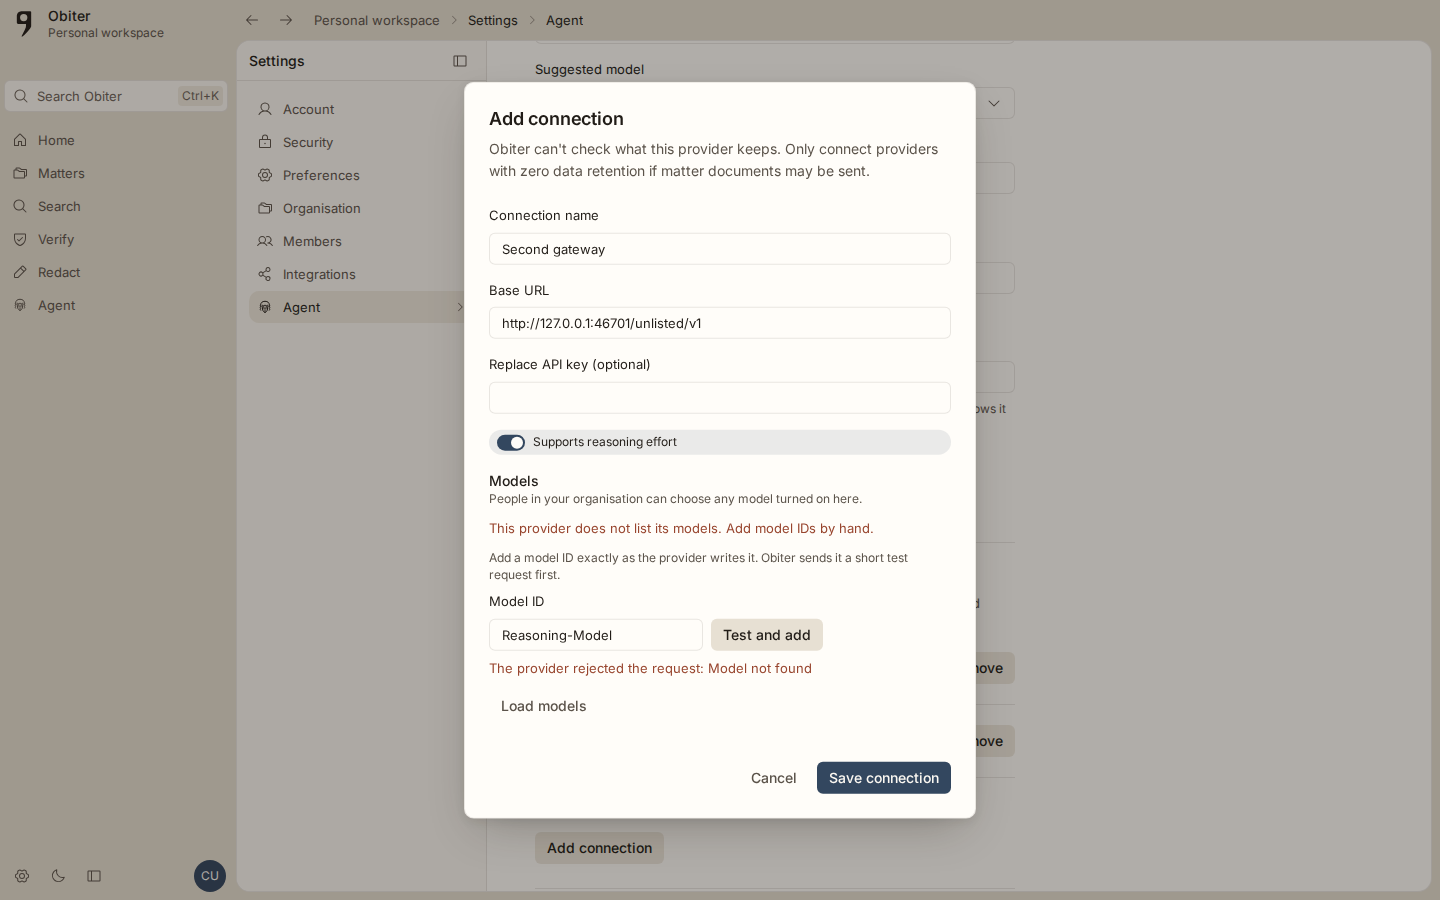 Obiter
Personal workspace
Personal workspace
Settings
Agent
Search Obiter
Ctrl+K
Home
Matters
Search
Verify
Redact
Agent
CU
Settings
Account
Security
Preferences
Organisation
Members
Integrations
Agent
Suggested model
Add connection
Obiter can't check what this provider keeps. Only connect providers
with zero data retention if matter documents may be sent.
Connection name
Second gateway
Base URL
http://127.0.0.1:46701/unlisted/v1
Replace API key (optional)
Supports reasoning effort
Models
People in your organisation can choose any model turned on here.
This provider does not list its models. Add model IDs by hand.
Add a model ID exactly as the provider writes it. Obiter sends it a short test
request first.
Model ID
Reasoning-Model
Test and add
The provider rejected the request: Model not found
Load models
Cancel
Save connection
Add connection